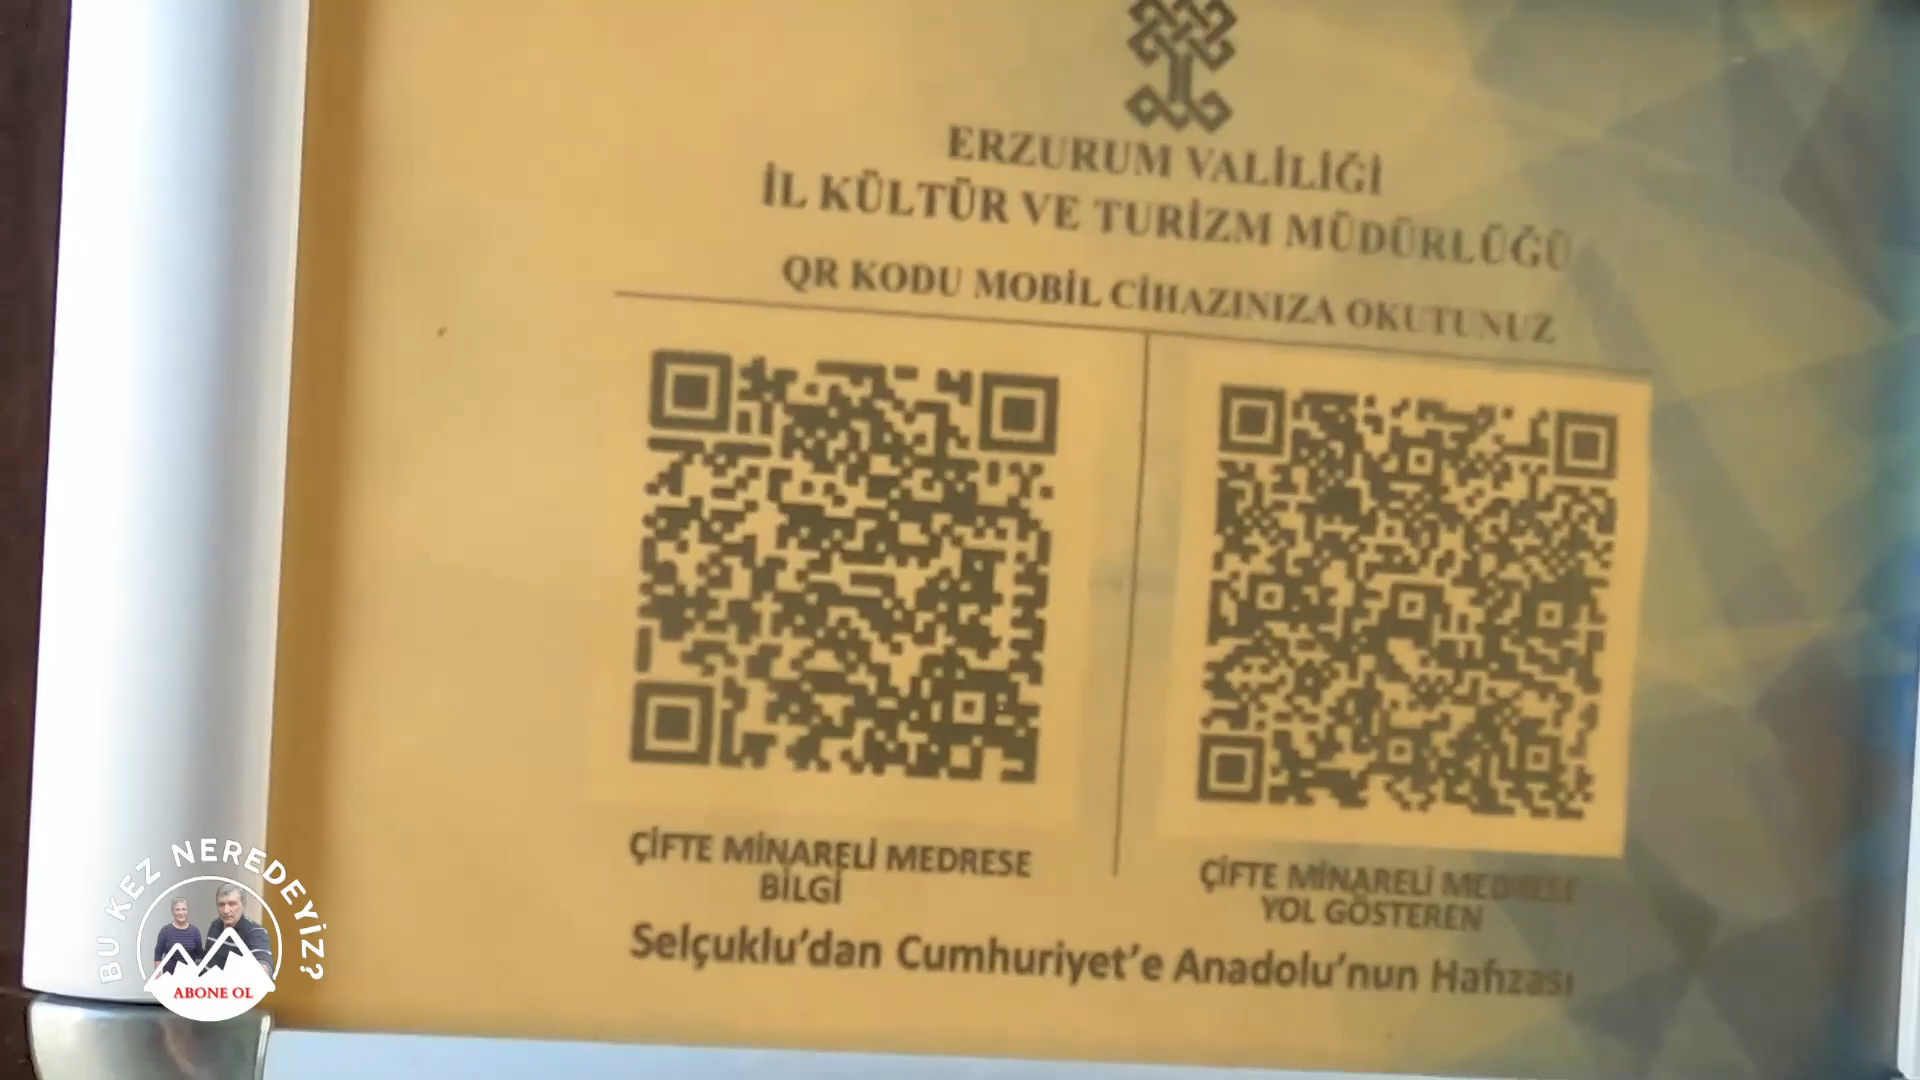 ERZURUM VALİLİĞİ
İL KÜLTÜR VE TURİZM MÜDÜRLÜĞÜ
QR KODU MOBİL CİHAZINIZA OKUTUNUZ
ÇİFTE MİNARELİ MEDRESE
BİLGİ
ÇİFTE MİNARELİ MEDRESE
YOL GÖSTEREN
Selçuklu'dan Cumhuriyet'e Anadolu'nun Hafızası
BU KEZ NEREDEYİZ?
ABONE OL